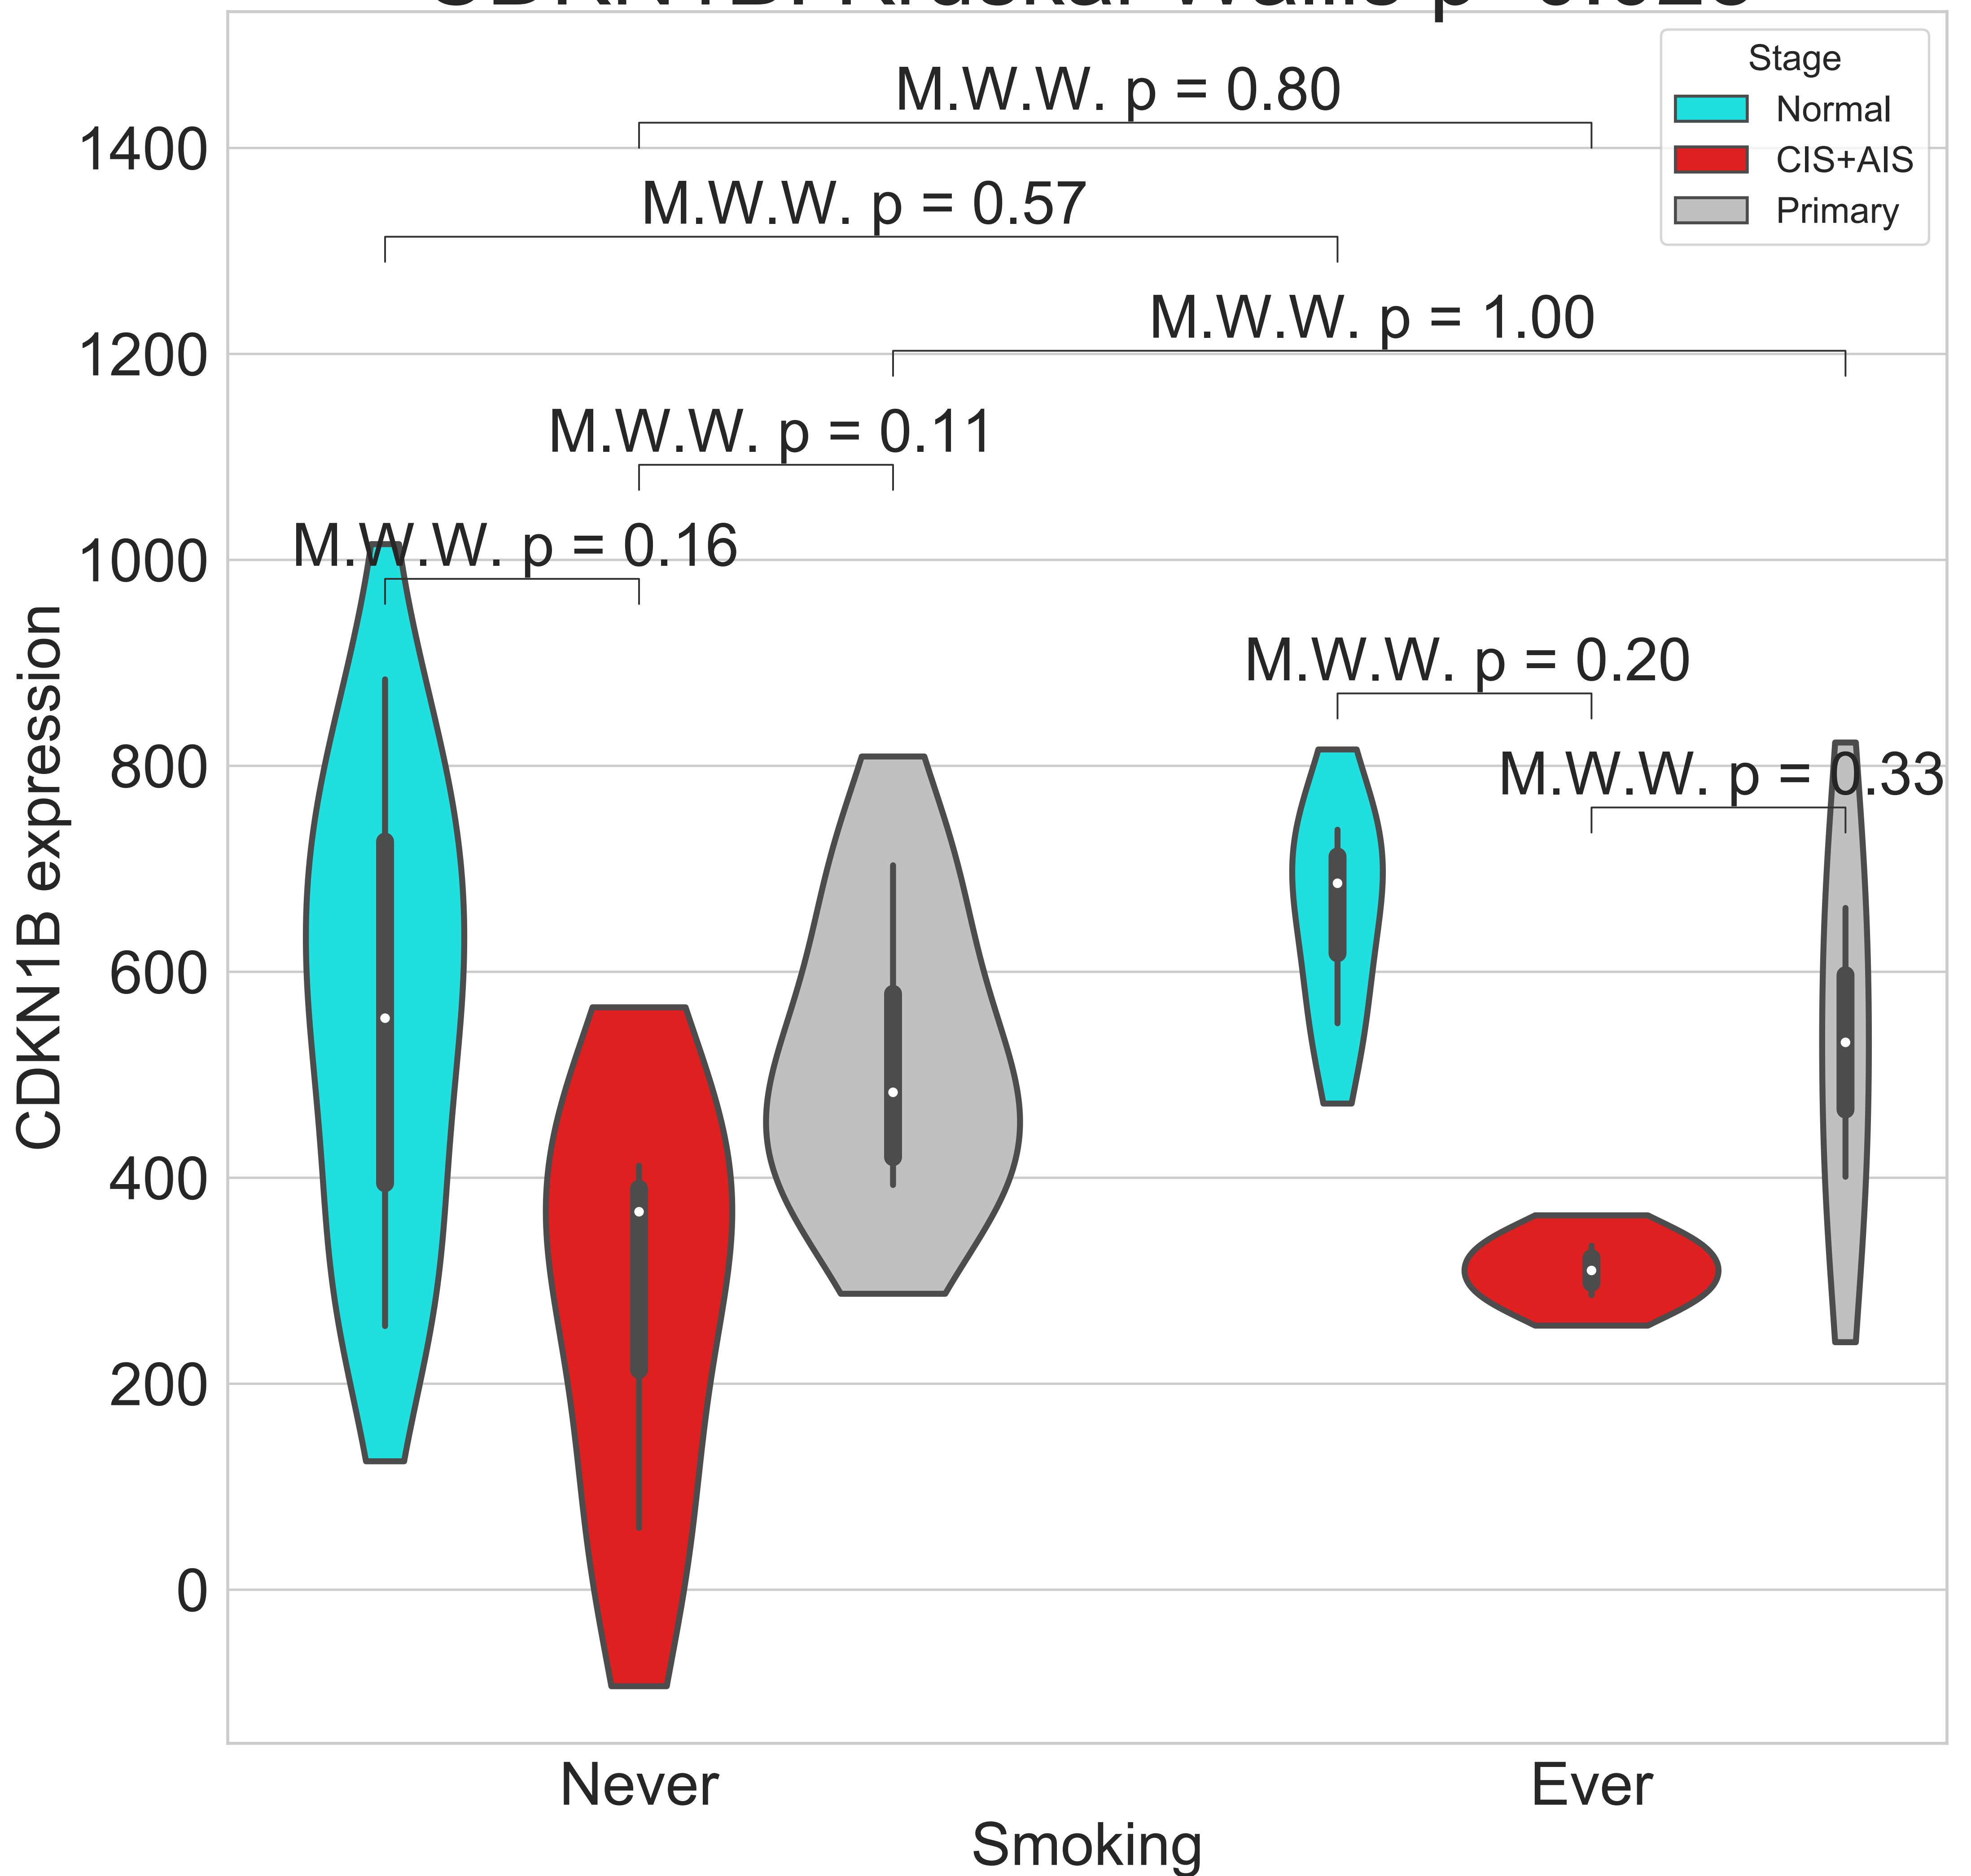 M.W.W. p = 0.80
Stage
Normal
CIS+AIS
Primary
M.W.W. p = 0.57
M.W.W. p = 1.00
M.W.W. p = 0.11
M.W.W. p = 0.16
M.W.W. p = 0.20
M.W.W. p = 0.33
1400
1200
1000
800
600
400
200
0
CDKN1B expression
Never
Ever
Smoking